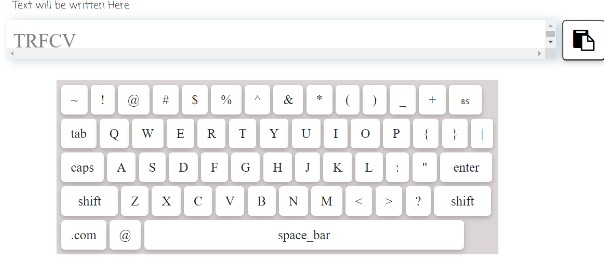 Text will be written Here
TRFCV
~ ! @ # $ % ^ & * ( ) _ + BS
tab Q W E R T Y U I O P { } |
caps A S D F G H J K L : " enter
shift Z X C V B N M < > ? shift
.com @ space_bar